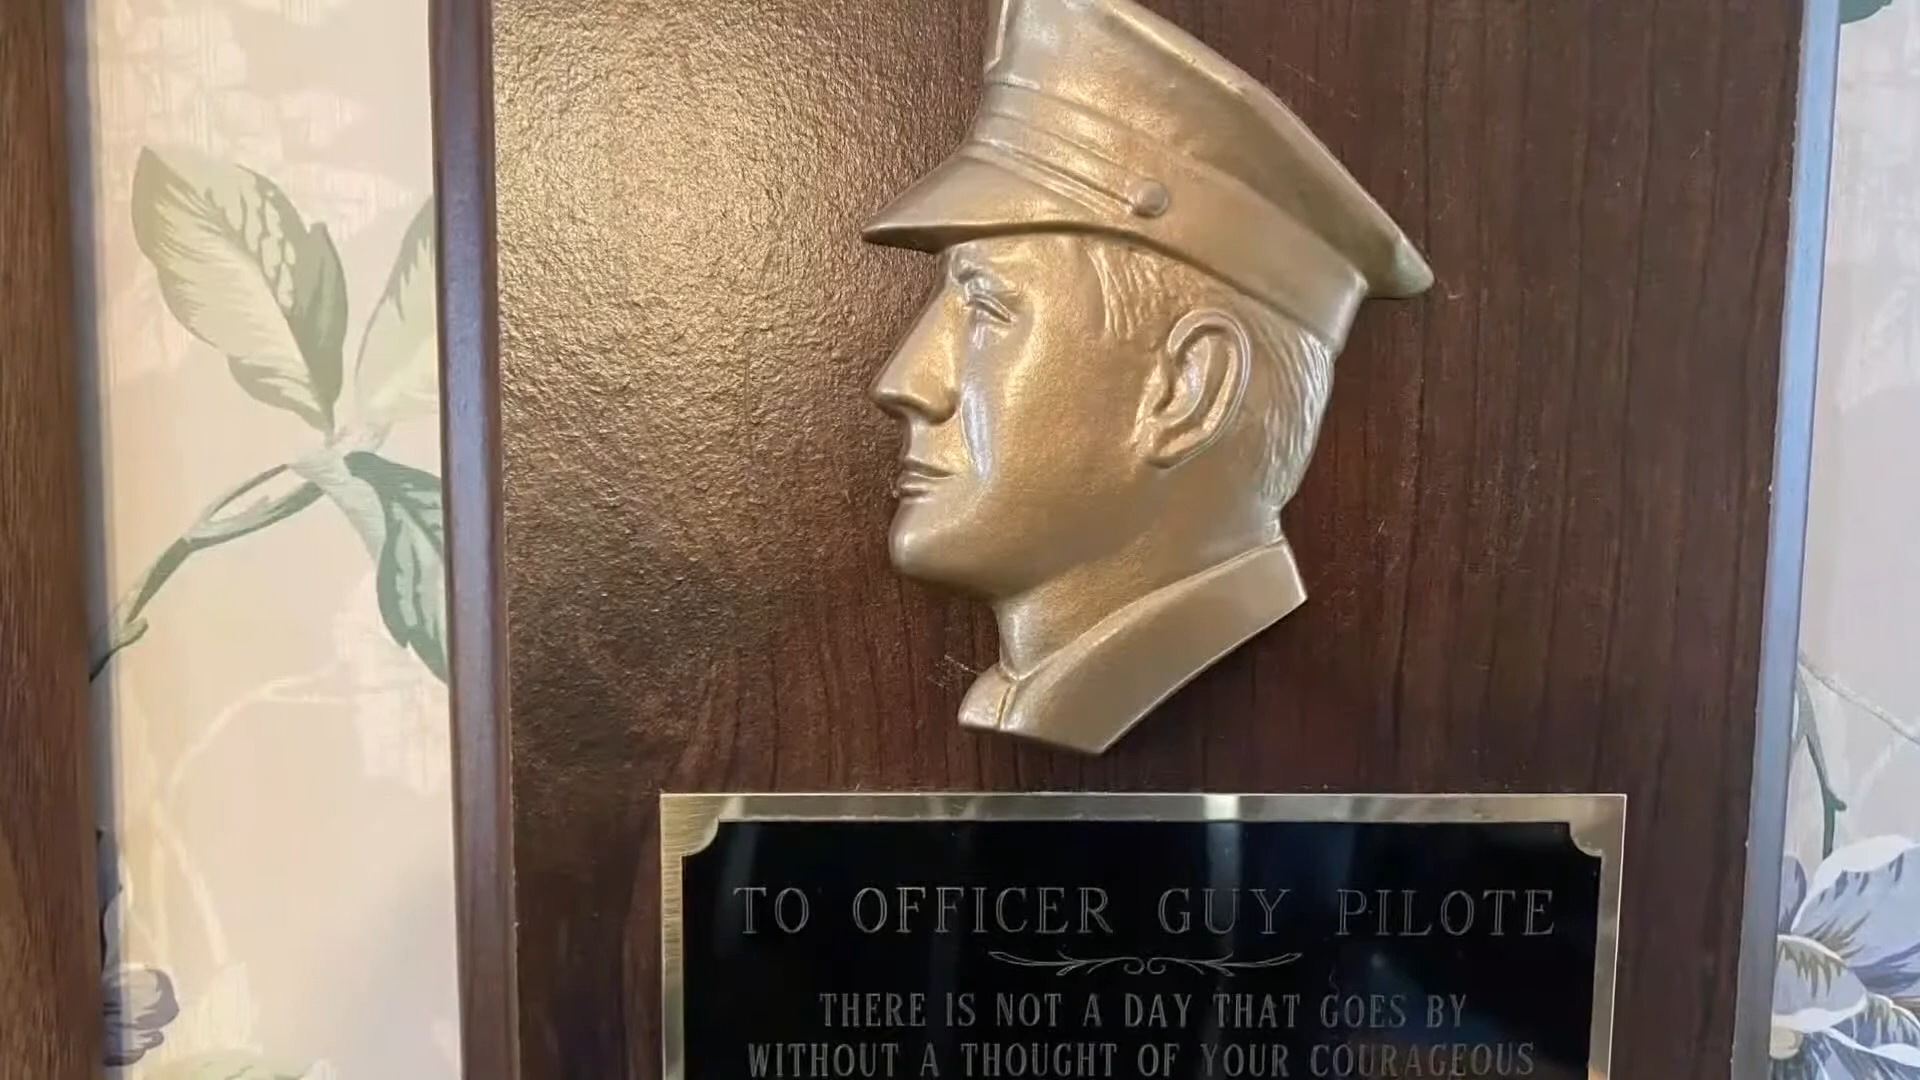 TO OFFICER GUY PILOTE
THERE IS NOT A DAY THAT GOES BY
WITHOUT A THOUGHT OF YOUR COURAGEOUS